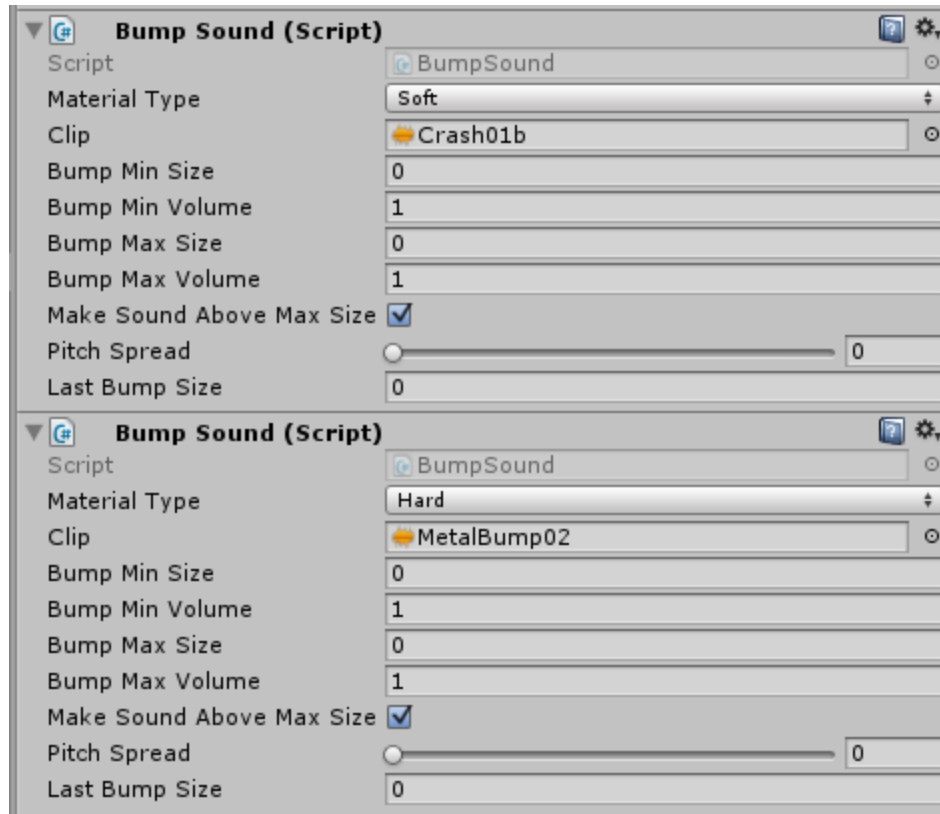 Bump Sound (Script)
Script BumpSound
Material Type Soft
Clip Crash01b
Bump Min Size 0
Bump Min Volume 1
Bump Max Size 0
Bump Max Volume 1
Make Sound Above Max Size
Pitch Spread 0
Last Bump Size 0
Bump Sound (Script)
Script BumpSound
Material Type Hard
Clip MetalBump02
Bump Min Size 0
Bump Min Volume 1
Bump Max Size 0
Bump Max Volume 1
Make Sound Above Max Size
Pitch Spread 0
Last Bump Size 0